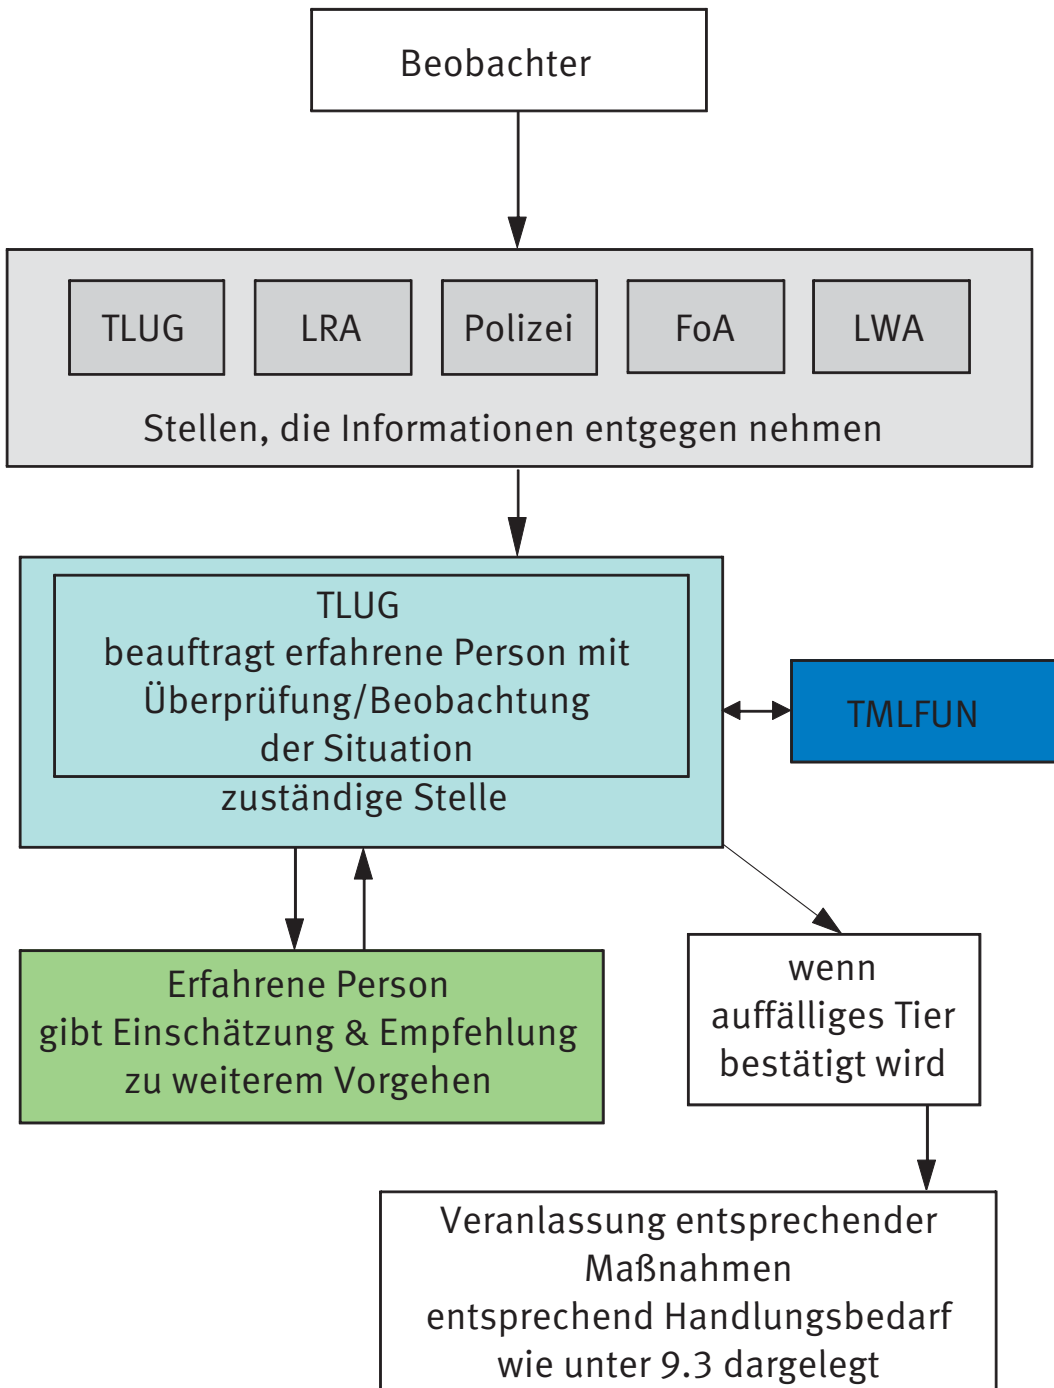 Beobachter
TLUG
LRA
Polizei
FoA
LWA
Stellen, die Informationen entgegen nehmen
TLUG
beauftragt erfahrene Person mit
Überprüfung/Beobachtung
der Situation
zuständige Stelle
TMLFUN
Erfahrene Person
gibt Einschätzung & Empfehlung
zu weiterem Vorgehen
wenn
auffälliges Tier
bestätigt wird
Veranlassung entsprechender
Maßnahmen
entsprechend Handlungsbedarf
wie unter 9.3 dargelegt